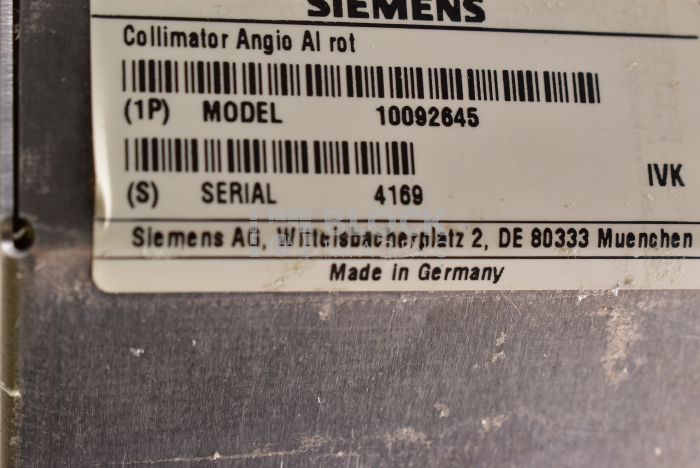 SIEMENS
Collimator Angio Al rot
(1P) MODEL 10092645
(S) SERIAL 4169
IVK
Siemens AG, Wittelsbacherplatz 2, DE 80333 Muenchen
Made in Germany
BLOCK